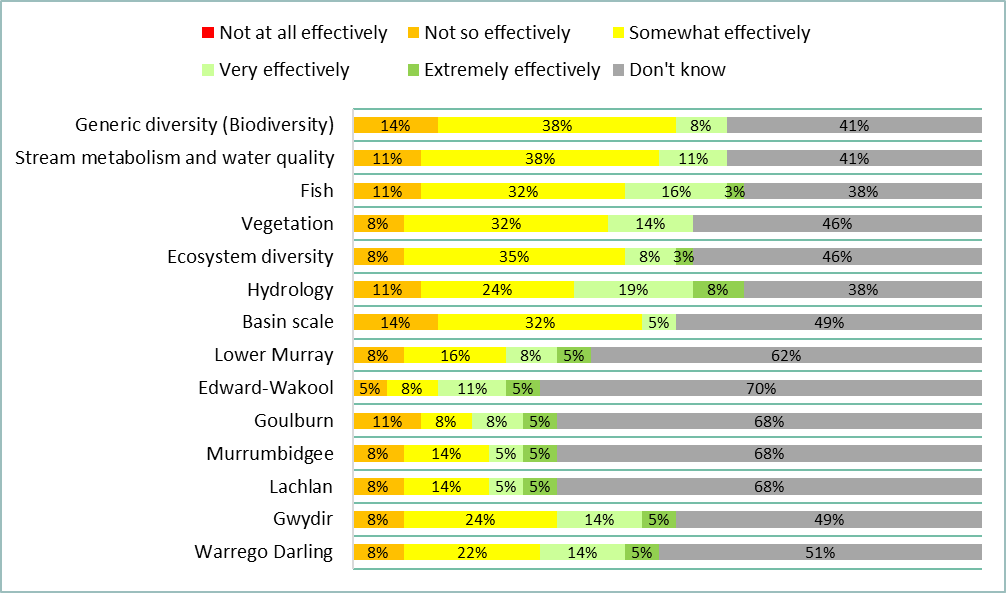 Not at all effectively Not so effectively Somewhat effectively
Very effectively Extremely effectively Don't know
Generic diversity (Biodiversity) 14% 38% 8% 41%
Stream metabolism and water quality 11% 38% 11% 41%
Fish 11% 32% 16% 3% 38%
Vegetation 8% 32% 14% 46%
Ecosystem diversity 8% 35% 8% 3% 46%
Hydrology 11% 24% 19% 8% 38%
Basin scale 14% 32% 5% 49%
Lower Murray 8% 16% 8% 5% 62%
Edward-Wakool 5% 8% 11% 5% 70%
Goulburn 11% 8% 8% 5% 68%
Murrumbidgee 8% 14% 5% 5% 68%
Lachlan 8% 14% 5% 5% 68%
Gwydir 8% 24% 14% 5% 49%
Warrego Darling 8% 22% 14% 5% 51%